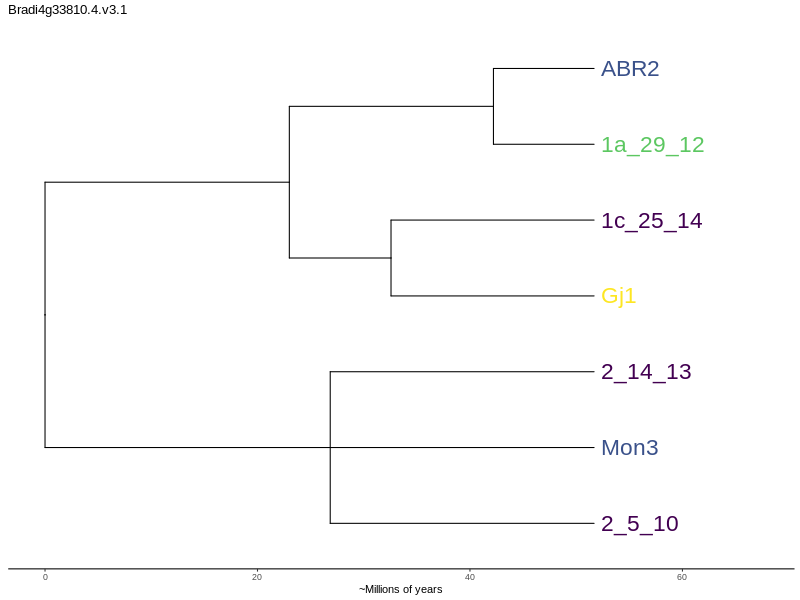 Bradi4g33810.4.v3.1
ABR2
1a_29_12
1c_25_14
Gj1
2_14_13
Mon3
2_5_10
0 20 40 60
~Millions of years